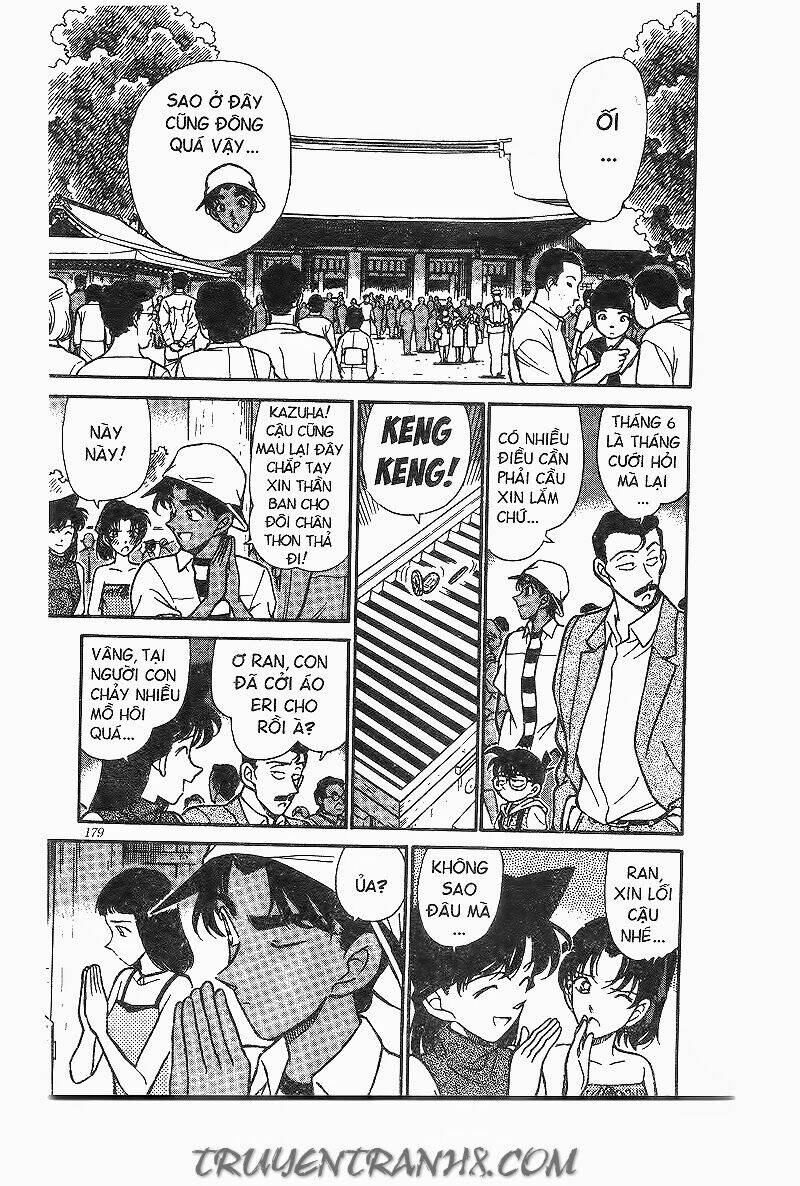 ỐI
...
SAO Ở ĐÂY
CŨNG ĐÔNG
QUÁ VẬY...
THÁNG 6
LÀ THÁNG
CƯỚI HỎI
MÀ LẠI
...
CÓ NHIỀU
ĐIỀU CẦN
PHẢI CẦU
XIN LẮM
CHỨ...
KENG
KENG!
KAZUHA!
CẬU CŨNG
MAU LẠI ĐÂY
CHẮP TAY
XIN THẦN
BAN CHO
ĐÔI CHÂN
THON THẢ
ĐI!
NÀY
NÀY!
Ơ RAN, CON
ĐÃ CỞI ÁO
ERI CHO
RỒI À?
VÂNG, TẠI
NGƯỜI CON
CHẢY NHIỀU
MỒ HÔI
QUÁ...
179
RAN,
XIN LỖI
CẬU
NHÉ...
KHÔNG
SAO
ĐÂU MÀ
...
ỦA?
TRUYENTRANH8.COM